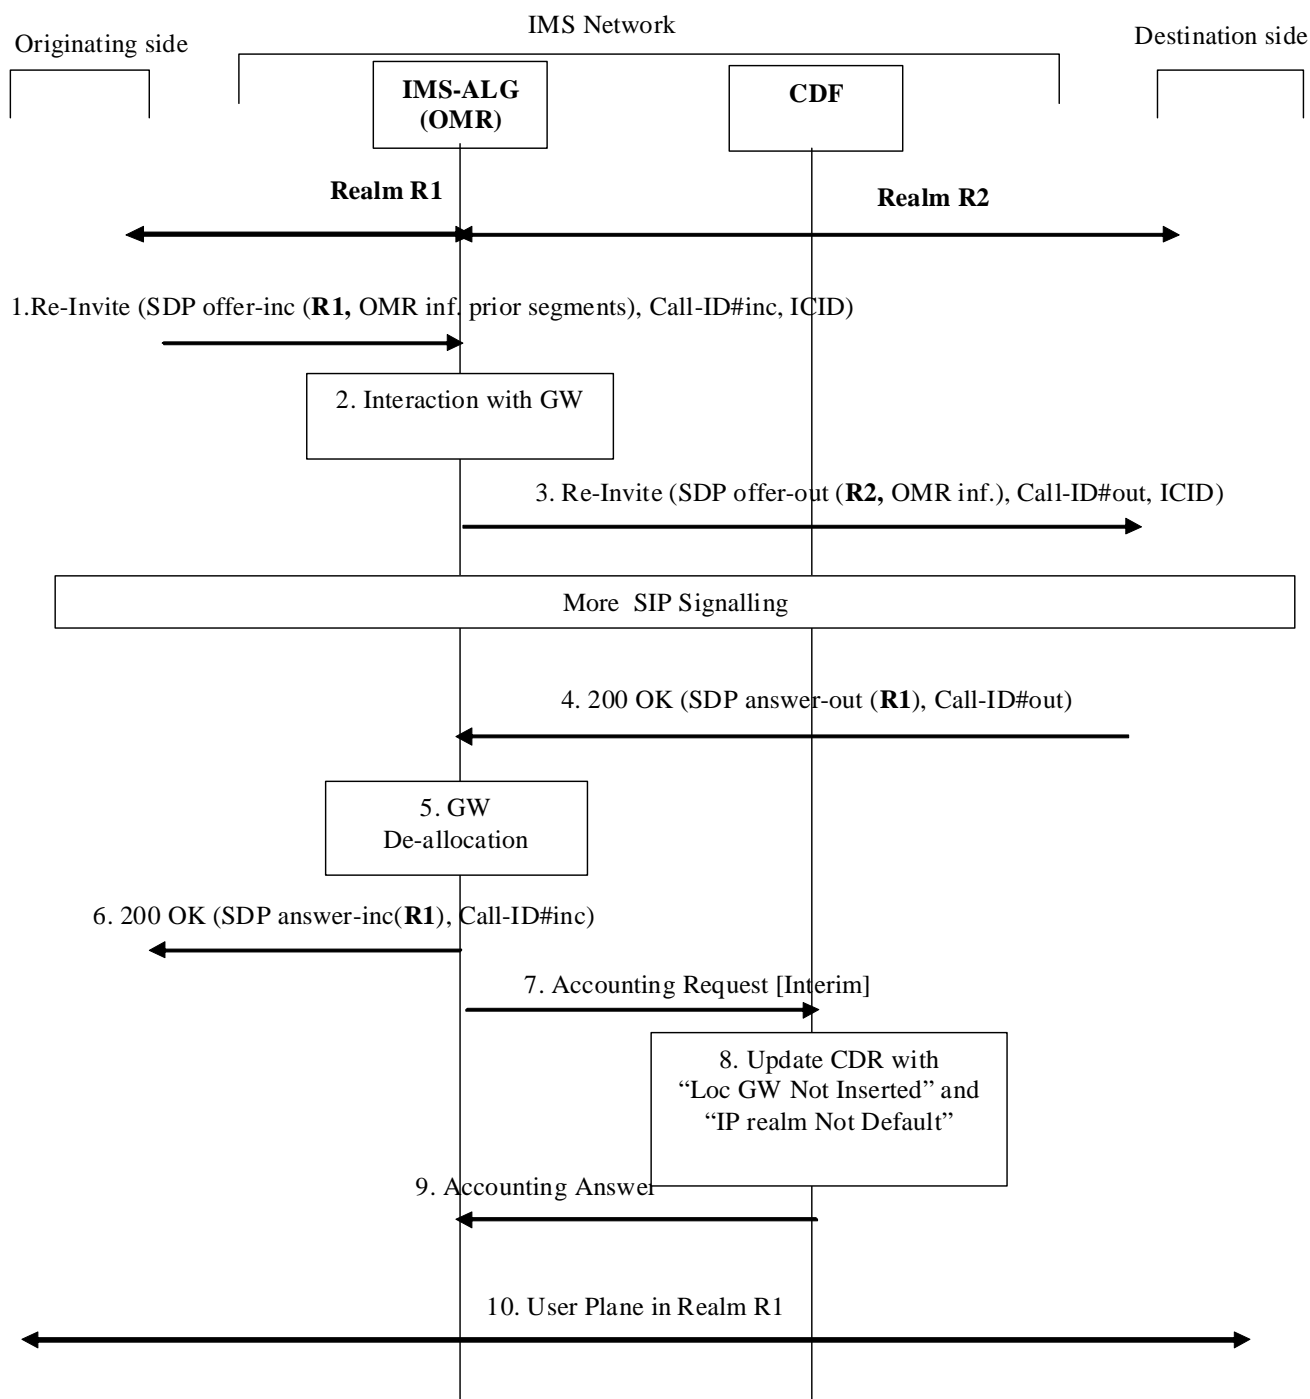 IMS Network
Originating side
Destination side
IMS-ALG
(OMR)
CDF
Realm R1
Realm R2
1.Re-Invite (SDP offer-inc (R1, OMR inf. prior segments), Call-ID#inc, ICID)
2. Interaction with GW
3. Re-Invite (SDP offer-out (R2, OMR inf.), Call-ID#out, ICID)
More SIP Signalling
4. 200 OK (SDP answer-out (R1), Call-ID#out)
5. GW
De-allocation
6. 200 OK (SDP answer-inc(R1), Call-ID#inc)
7. Accounting Request [Interim]
8. Update CDR with
“Loc GW Not Inserted” and
“IP realm Not Default”
9. Accounting Answer
10. User Plane in Realm R1